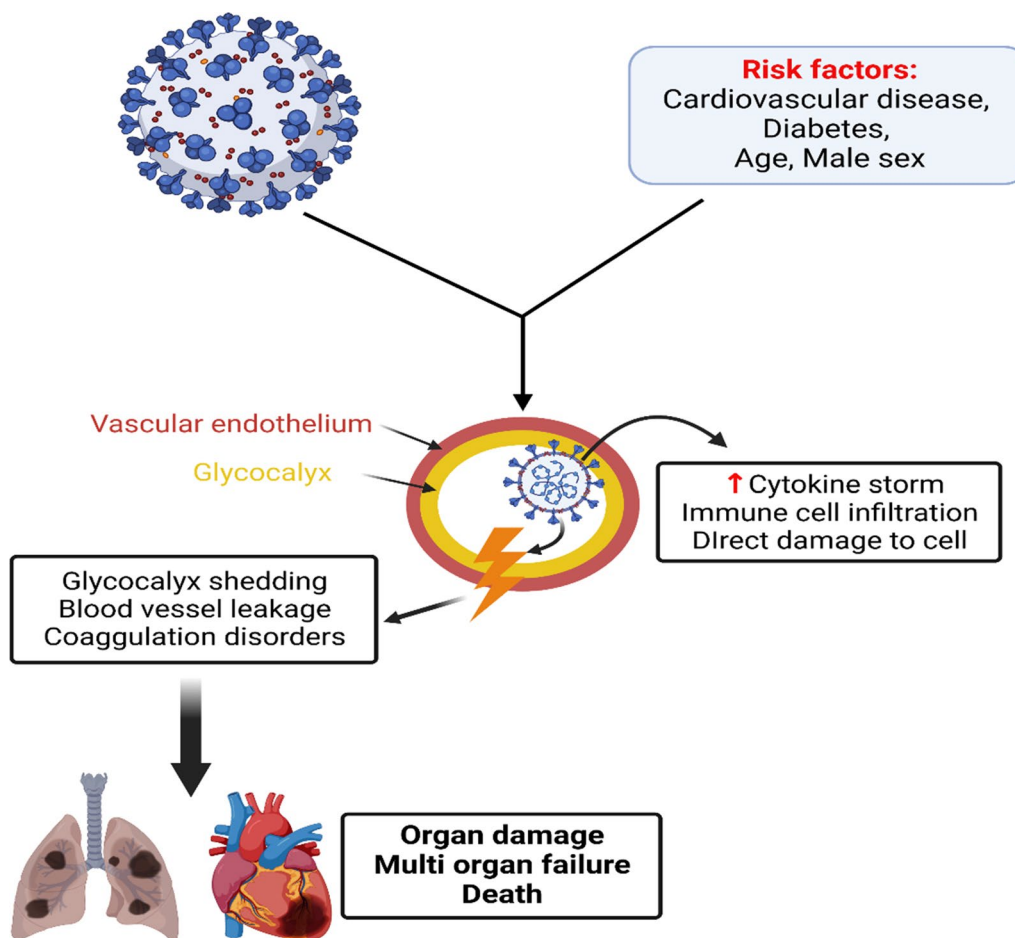 Risk factors:
Cardiovascular disease,
Diabetes,
Age, Male sex
Vascular endothelium
Glycocalyx
↑ Cytokine storm
Immune cell infiltration
DIrect damage to cell
Glycocalyx shedding
Blood vessel leakage
Coaggulation disorders
Organ damage
Multi organ failure
Death